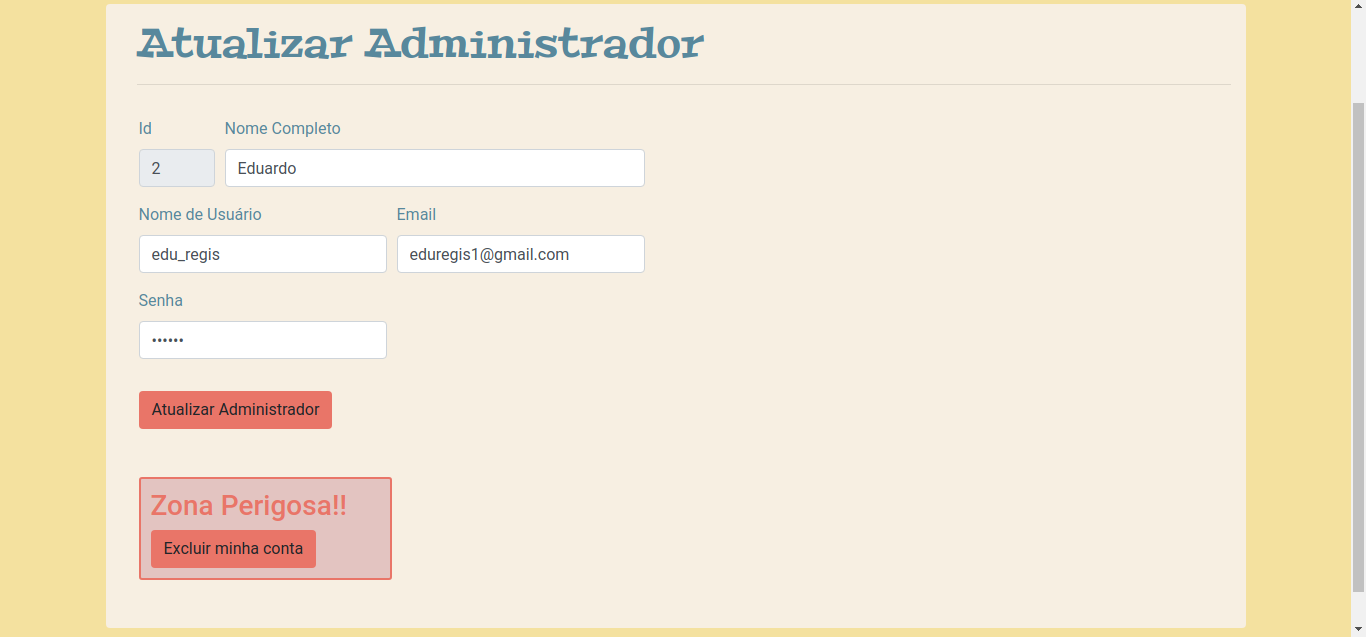 Atualizar Administrador
Id Nome Completo
2 Eduardo
Nome de Usuário Email
edu_regis eduregis1@gmail.com
Senha
••••••
Atualizar Administrador
Zona Perigosa!!
Excluir minha conta